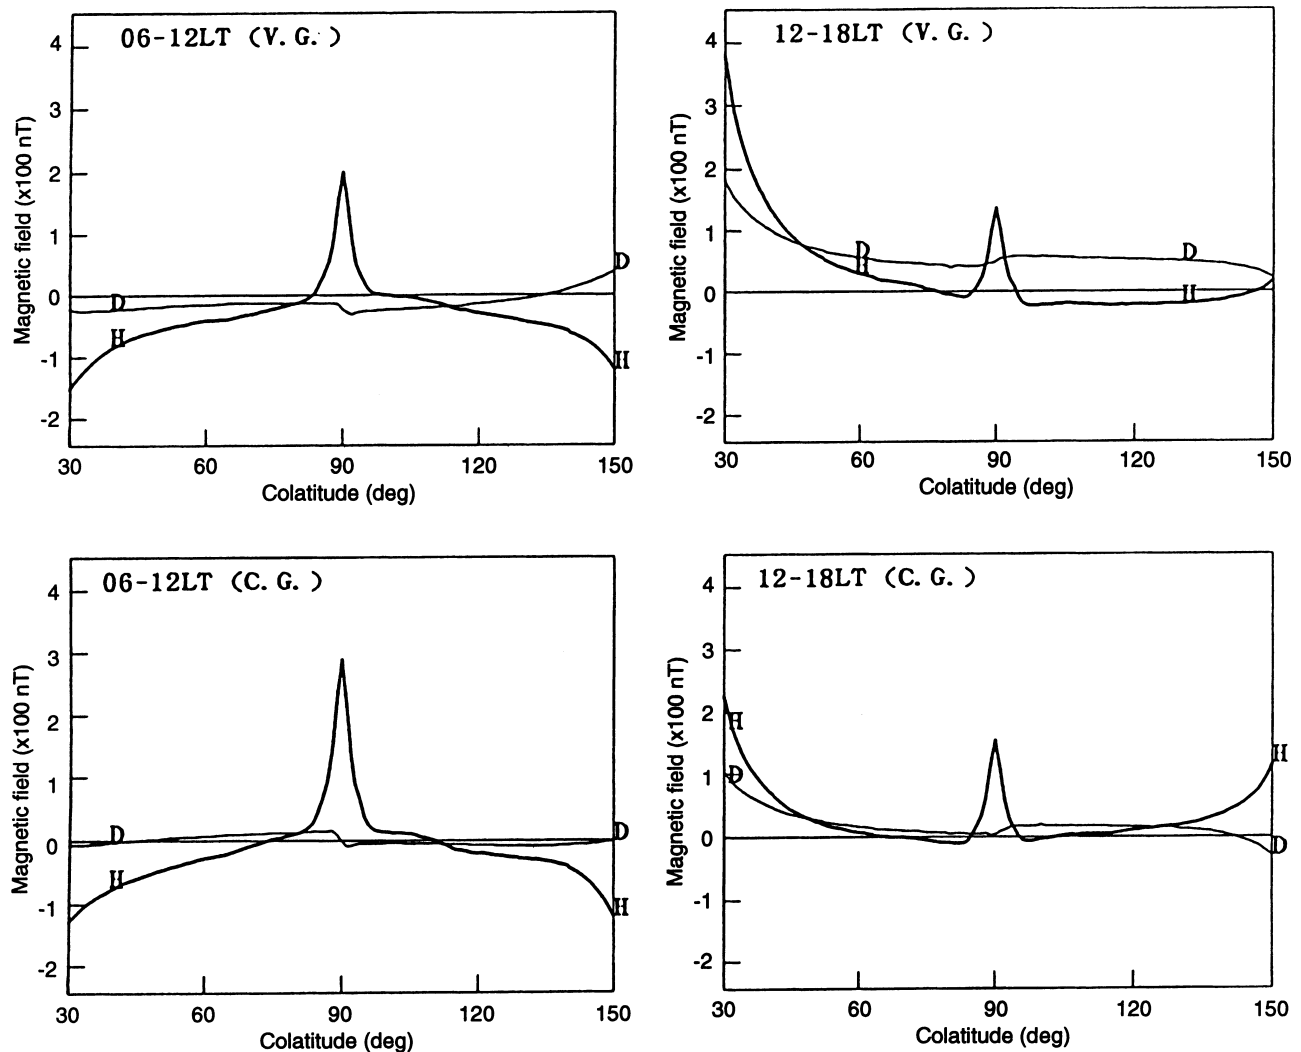 06-12LT (V. G.)
4
3
2
1
0
-1
-2
Magnetic field (x100 nT)
D
H
D
H
30
60
90
120
150
Colatitude (deg)
12-18LT (V. G.)
4
3
2
1
0
-1
-2
Magnetic field (x100 nT)
D
H
D
H
30
60
90
120
150
Colatitude (deg)
06-12LT (C. G.)
4
3
2
1
0
-1
-2
Magnetic field (x100 nT)
D
H
D
H
30
60
90
120
150
Colatitude (deg)
12-18LT (C. G.)
4
3
2
1
0
-1
-2
Magnetic field (x100 nT)
H
D
H
D
30
60
90
120
150
Colatitude (deg)